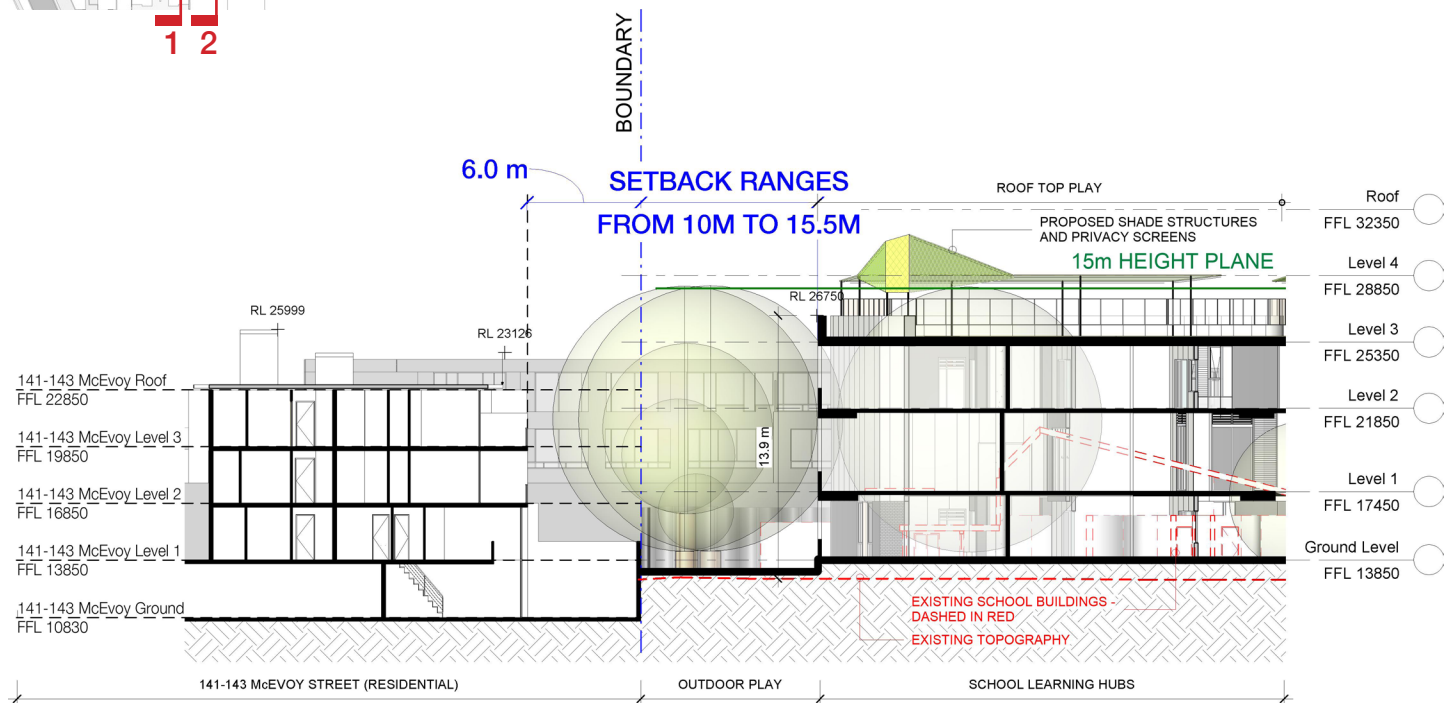 1 2
BOUNDARY
6.0 m
SETBACK RANGES
FROM 10M TO 15.5M
ROOF TOP PLAY
PROPOSED SHADE STRUCTURES
AND PRIVACY SCREENS
15m HEIGHT PLANE
Roof
FFL 32350
Level 4
FFL 28850
Level 3
FFL 25350
Level 2
FFL 21850
Level 1
FFL 17450
Ground Level
FFL 13850
RL 25999
RL 23126
RL 26750
13.9 m
141-143 McEvoy Roof
FFL 22850
141-143 McEvoy Level 3
FFL 19850
141-143 McEvoy Level 2
FFL 16850
141-143 McEvoy Level 1
FFL 13850
141-143 McEvoy Ground
FFL 10830
EXISTING SCHOOL BUILDINGS -
DASHED IN RED
EXISTING TOPOGRAPHY
141-143 McEVOY STREET (RESIDENTIAL)
OUTDOOR PLAY
SCHOOL LEARNING HUBS